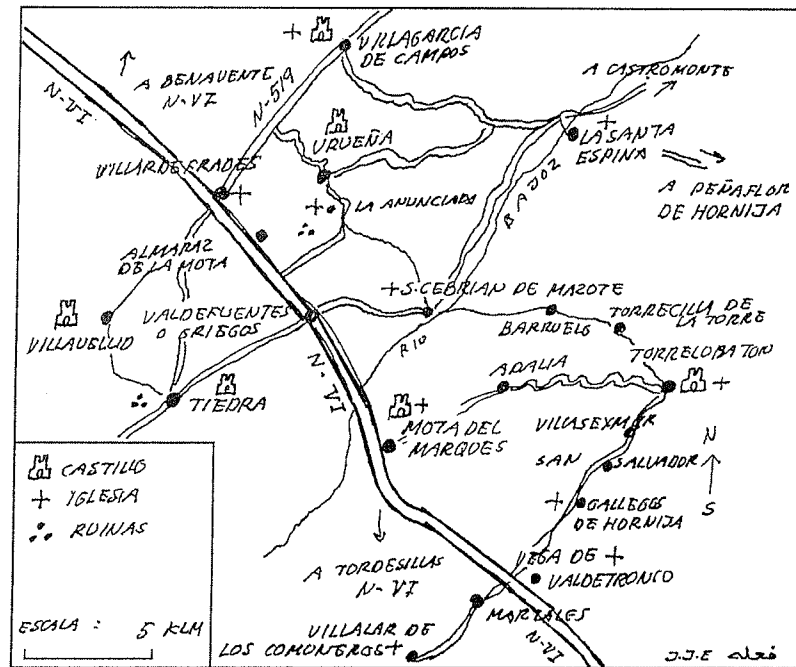 VILLAGARCIA
DE CAMPOS
A BENAVENTE
N-VI
N-VI
N-519
A CASTROMONTE
URUEÑA
LA SANTA
ESPINA
VILLARDEFRADES
LA ANUNCIADA
BAJOZ
A PEÑAFLOR
DE HORNIJA
ALMARAZ
DE LA MOTA
+S. CEBRIAN DE MAZOTE
VALDEFUENTES
O GRIEGOS
BARRUELO
TORRECILLA DE
LA TORRE
VILLAVELLID
RIO
N-VI
ADALIA
TORRELOBATON
TIEDRA
MOTA DEL
MARQUES
VILLASEXMIR
SAN
SALVADOR
N
S
CASTILLO
IGLESIA
RUINAS
GALLEGOS
DE HORNIJA
A TORDESILLAS
N-VI
VEGA DE
VALDETRONCO
MARZALES
ESCALA : 5 KLM
VILLALAR DE
LOS COMUNEROS
N-VI
J.J.E